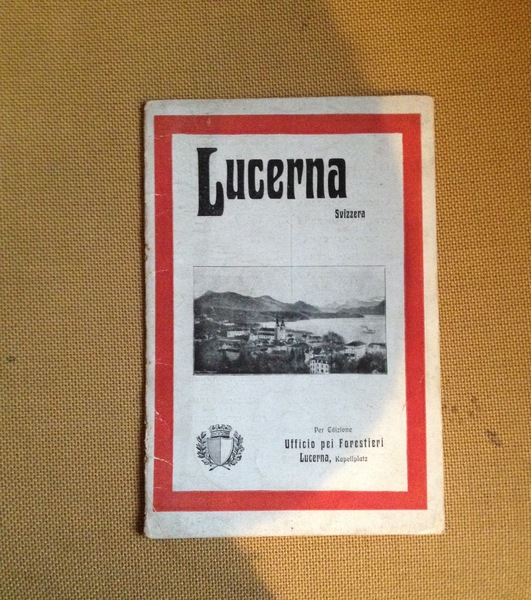 Lucerna
Svizzera
Per Edizione
Ufficio pei Forestieri
Lucerna, Kapellplatz